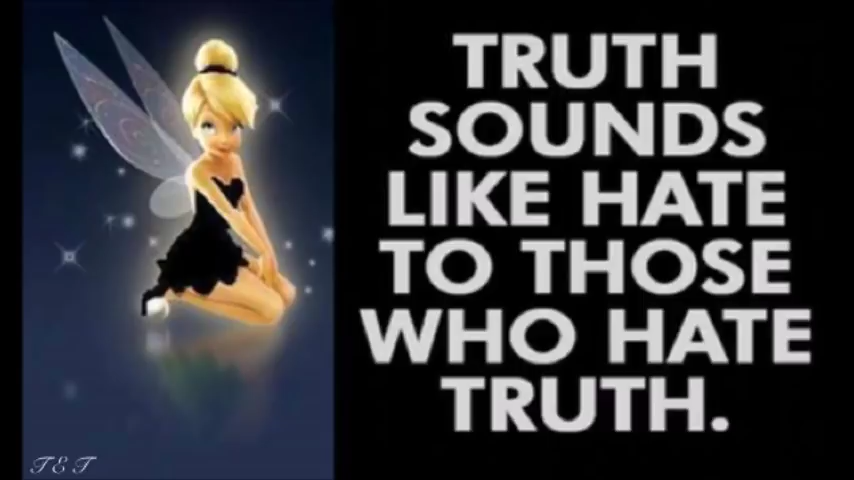 TRUTH
SOUNDS
LIKE HATE
TO THOSE
WHO HATE
TRUTH.
T&T